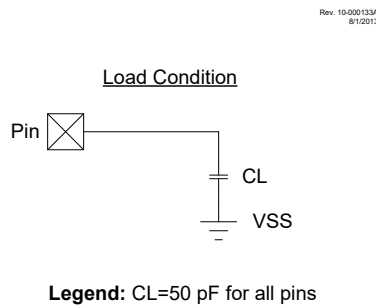 Rev. 10-000133A
8/1/2013
Load Condition
Pin
CL
VSS
Legend: CL=50 pF for all pins